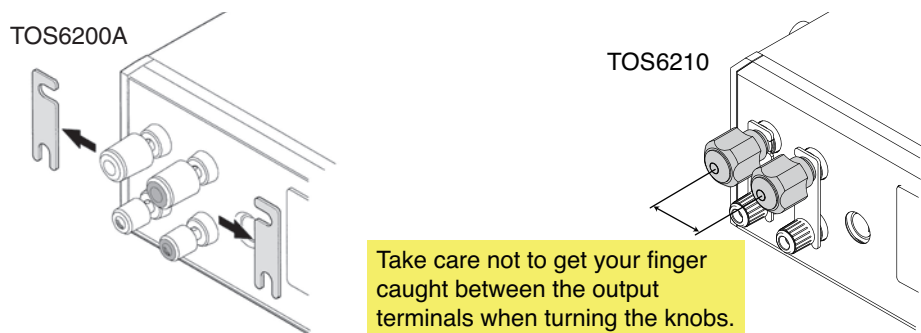 TOS6200A
TOS6210
Take care not to get your finger
caught between the output
terminals when turning the knobs.